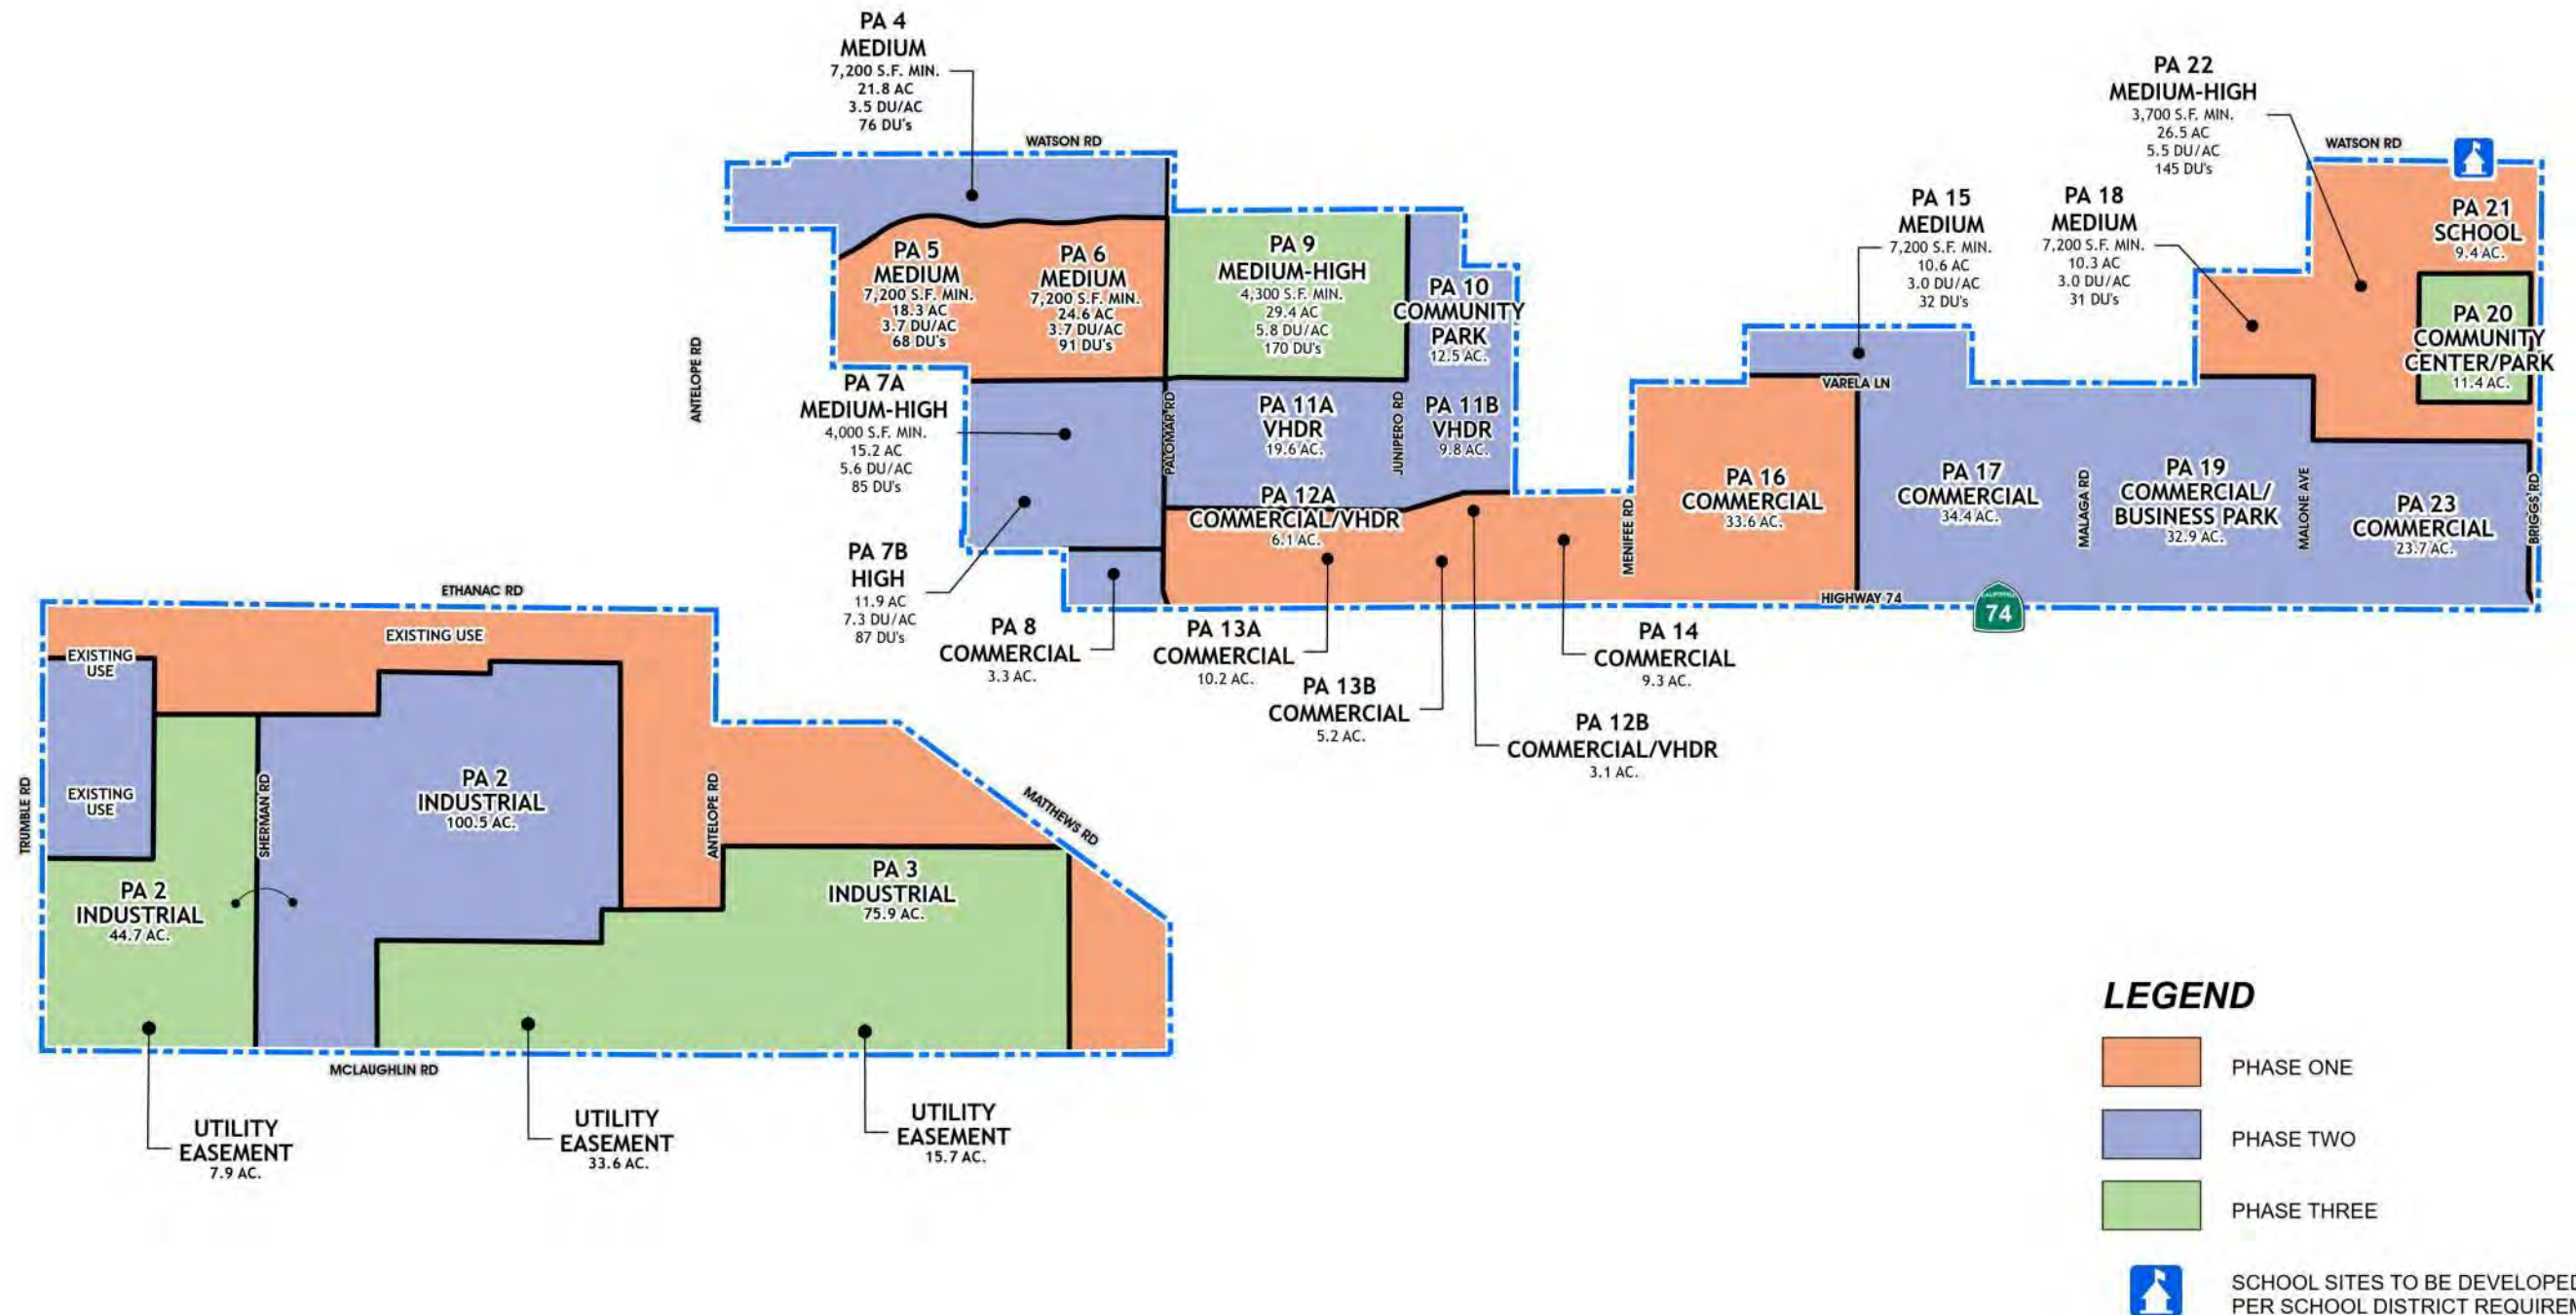 PA 4
MEDIUM
7,200 S.F. MIN.
21.8 AC
3.5 DU/AC
76 DU's
WATSON RD
PA 22
MEDIUM-HIGH
3,700 S.F. MIN.
26.5 AC
5.5 DU/AC
145 DU's
WATSON RD
PA 21
SCHOOL
9.4 AC.
PA 15
MEDIUM
7,200 S.F. MIN.
10.6 AC
3.0 DU/AC
32 DU's
PA 18
MEDIUM
7,200 S.F. MIN.
10.3 AC
3.0 DU/AC
31 DU's
PA 5
MEDIUM
7,200 S.F. MIN.
18.3 AC
3.7 DU/AC
68 DU's
PA 6
MEDIUM
7,200 S.F. MIN.
24.6 AC
3.7 DU/AC
91 DU's
PA 9
MEDIUM-HIGH
4,300 S.F. MIN.
29.4 AC
5.8 DU/AC
170 DU's
PA 10
COMMUNITY
PARK
12.5 AC.
PA 20
COMMUNITY
CENTER/PARK
11.4 AC.
ANTELOPE RD
PA 7A
MEDIUM-HIGH
4,000 S.F. MIN.
15.2 AC
5.6 DU/AC
85 DU's
PALOMAR RD
PA 11A
VHDR
19.6 AC.
JUNIPERO RD
PA 11B
VHDR
9.8 AC.
VARELA LN
PA 12A
COMMERCIAL/VHDR
6.1 AC.
MENIFEE RD
PA 16
COMMERCIAL
33.6 AC.
PA 17
COMMERCIAL
34.4 AC.
MALAGA RD
PA 19
COMMERCIAL/
BUSINESS PARK
32.9 AC.
MALONE AVE
PA 23
COMMERCIAL
23.7 AC.
BRIGGS RD
PA 7B
HIGH
11.9 AC
7.3 DU/AC
87 DU's
HIGHWAY 74
CALIFORNIA
74
PA 8
COMMERCIAL
3.3 AC.
PA 13A
COMMERCIAL
10.2 AC.
PA 13B
COMMERCIAL
5.2 AC.
PA 14
COMMERCIAL
9.3 AC.
PA 12B
COMMERCIAL/VHDR
3.1 AC.
ETHANAC RD
EXISTING USE
EXISTING
USE
EXISTING
USE
TRUMBLE RD
SHERMAN RD
PA 2
INDUSTRIAL
100.5 AC.
ANTELOPE RD
MATTHEWS RD
PA 2
INDUSTRIAL
44.7 AC.
PA 3
INDUSTRIAL
75.9 AC.
MCLAUGHLIN RD
UTILITY
EASEMENT
7.9 AC.
UTILITY
EASEMENT
33.6 AC.
UTILITY
EASEMENT
15.7 AC.
LEGEND
PHASE ONE
PHASE TWO
PHASE THREE
SCHOOL SITES TO BE DEVELOPED
PER SCHOOL DISTRICT REQUIREM